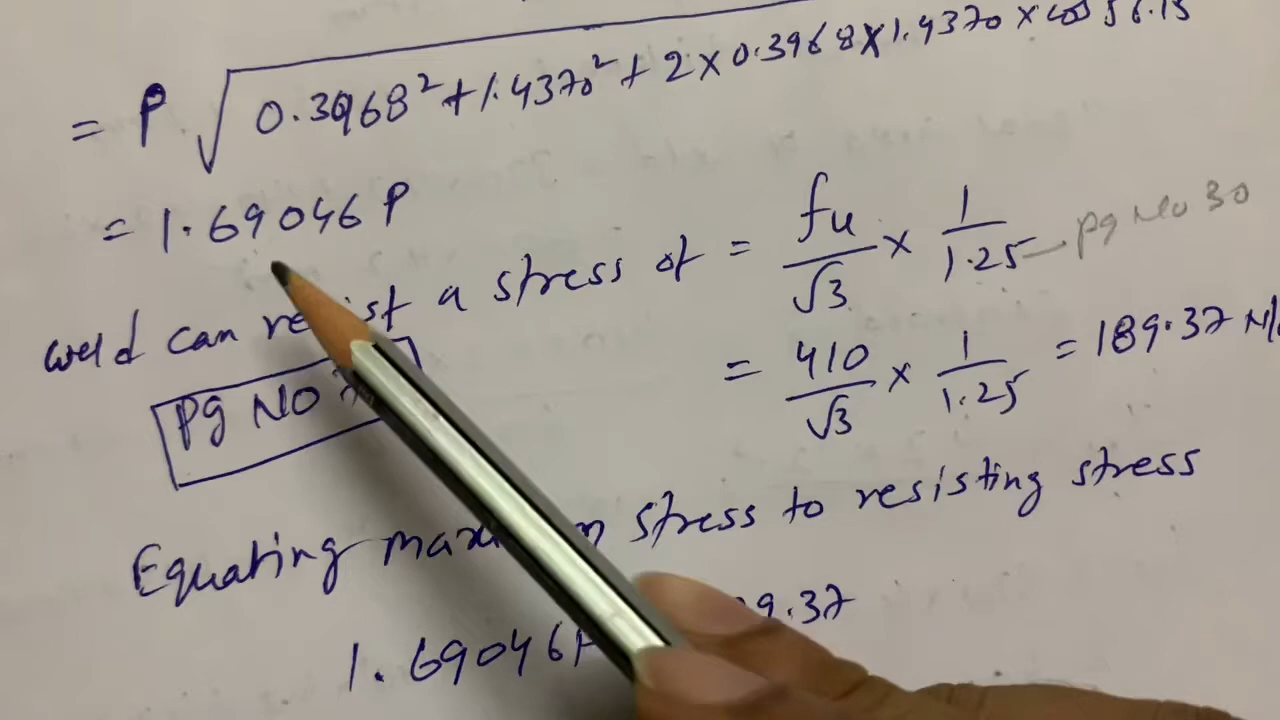 = P √ 0.3968² + 1.4370² + 2 × 0.3968 × 1.4370 × cos 56.15
= 1.69046 P
weld can resist a stress of = fu/√3 × 1/1.25 — pg No 30
= 410/√3 × 1/1.25 = 189.37 N/
pg No
Equating stress to resisting stress
1.69046 9.37